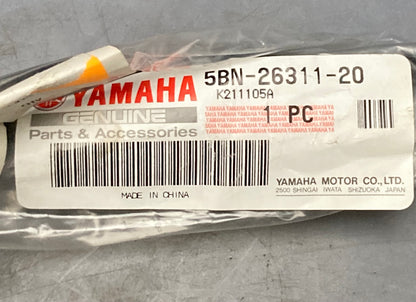 YAMAHA 5BN-26311-20
K211105A
GENUINE
Parts & Accessories
1 PC
MADE IN CHINA
YAMAHA MOTOR CO., LTD.
2500 SHINGAI IWATA SHIZUOKA JAPAN